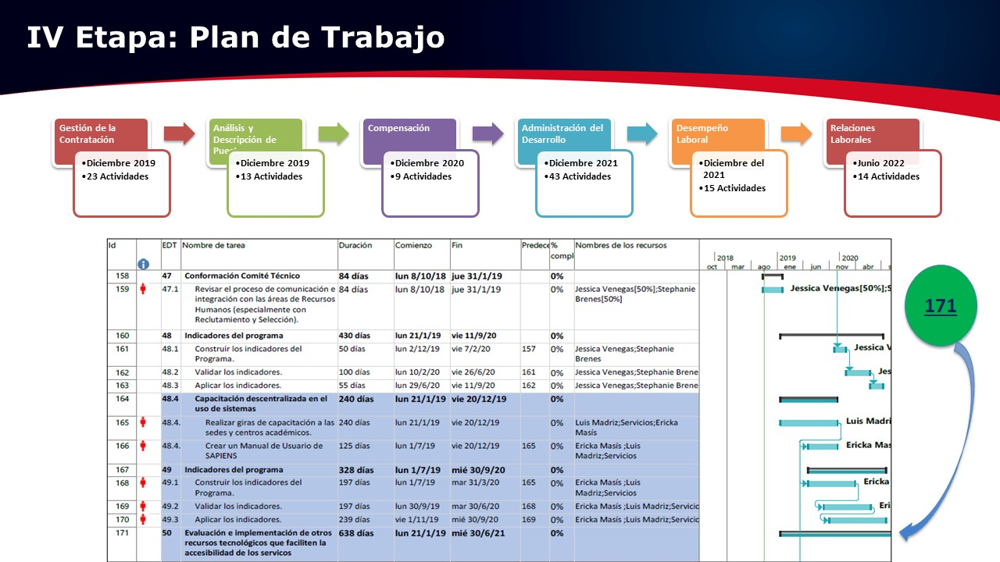 IV Etapa: Plan de Trabajo
Gestión de la
Contratación
•Diciembre 2019
•23 Actividades
Análisis y
Descripción de
•Diciembre 2019
•13 Actividades
Compensación
•Diciembre 2020
•9 Actividades
Administración del
Desarrollo
•Diciembre 2021
•43 Actividades
Desempeño
Laboral
•Diciembre del
2021
•15 Actividades
Relaciones
Laborales
•Junio 2022
•14 Actividades
Id EDT Nombre de tarea Duración Comienzo Fin Predece % Nombres de los recursos
compl
2018 2019 2020
oct mar ago ene jun nov abr s
158 47 Conformación Comité Técnico 84 días lun 8/10/18 jue 31/1/19 0%
159 47.1 Revisar el proceso de comunicación e 84 días lun 8/10/18 jue 31/1/19 0% Jessica Venegas[50%];Stephanie Jessica Venegas[50%];S
integración con las áreas de Recursos Brenes[50%]
Humanos (especialmente con
Reclutamiento y Selección).
160 48 Indicadores del programa 430 días lun 21/1/19 vie 11/9/20 0%
161 48.1 Construir los indicadores del 50 días lun 2/12/19 vie 7/2/20 157 0% Jessica Venegas;Stephanie Jessica V
Programa. Brenes
162 48.2 Validar los indicadores. 100 días lun 10/2/20 vie 26/6/20 161 0% Jessica Venegas;Stephanie Brene Jes
163 48.3 Aplicar los indicadores. 55 días lun 29/6/20 vie 11/9/20 162 0% Jessica Venegas;Stephanie Brene
164 48.4 Capacitación descentralizada en el 240 días lun 21/1/19 vie 20/12/19 0%
uso de sistemas
165 48.4. Realizar giras de capacitación a las 240 días lun 21/1/19 vie 20/12/19 0% Luis Madriz;Servicios;Ericka Luis Madri
sedes y centros académicos. Masís
166 48.4. Crear un Manual de Usuario de 125 días lun 1/7/19 vie 20/12/19 165 0% Ericka Masís ;Luis Ericka Mas
SAPIENS Madriz;Servicios
167 49 Indicadores del programa 328 días lun 1/7/19 mié 30/9/20 0%
168 49.1 Construir los indicadores del 197 días lun 1/7/19 mar 31/3/20 165 0% Ericka Masís ;Luis Ericka
Programa. Madriz;Servicios
169 49.2 Validar los indicadores. 197 días lun 30/9/19 mar 30/6/20 168 0% Ericka Masís ;Luis Madriz;Servicio Eri
170 49.3 Aplicar los indicadores. 239 días vie 1/11/19 mié 30/9/20 169 0% Ericka Masís ;Luis Madriz;Servicio
171 50 Evaluación e implementación de otros 638 días lun 21/1/19 mié 30/6/21 0%
recursos tecnológicos que faciliten la
accesibilidad de los servicos
171